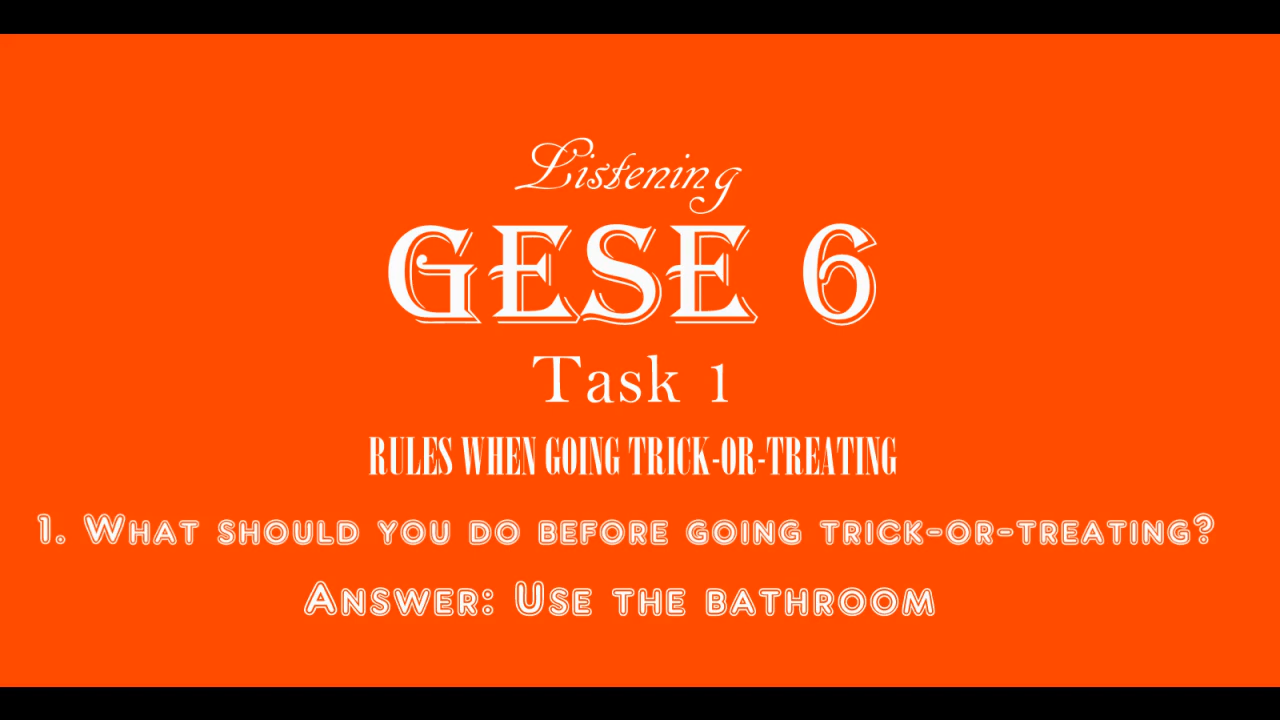 Listening
GESE 6
Task 1
RULES WHEN GOING TRICK-OR-TREATING
1. What should you do before going trick-or-treating?
Answer: Use the bathroom